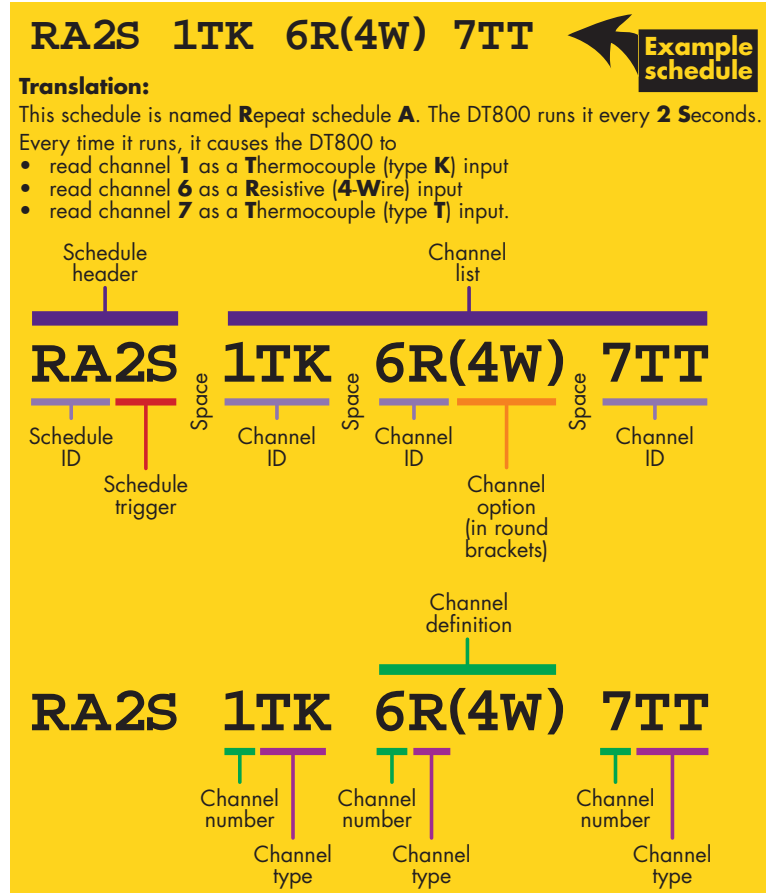 RA2S 1TK 6R(4W) 7TT
Example
schedule
Translation:
This schedule is named Repeat schedule A. The DT800 runs it every 2 Seconds.
Every time it runs, it causes the DT800 to
• read channel 1 as a Thermocouple (type K) input
• read channel 6 as a Resistive (4-Wire) input
• read channel 7 as a Thermocouple (type T) input.
Schedule
header
Channel
list
RA2S Space 1TK Space 6R(4W) Space 7TT
Schedule
ID
Schedule
trigger
Channel
ID
Channel
ID
Channel
option
(in round
brackets)
Channel
ID
Channel
definition
RA2S 1TK 6R(4W) 7TT
Channel
number
Channel
type
Channel
number
Channel
type
Channel
number
Channel
type